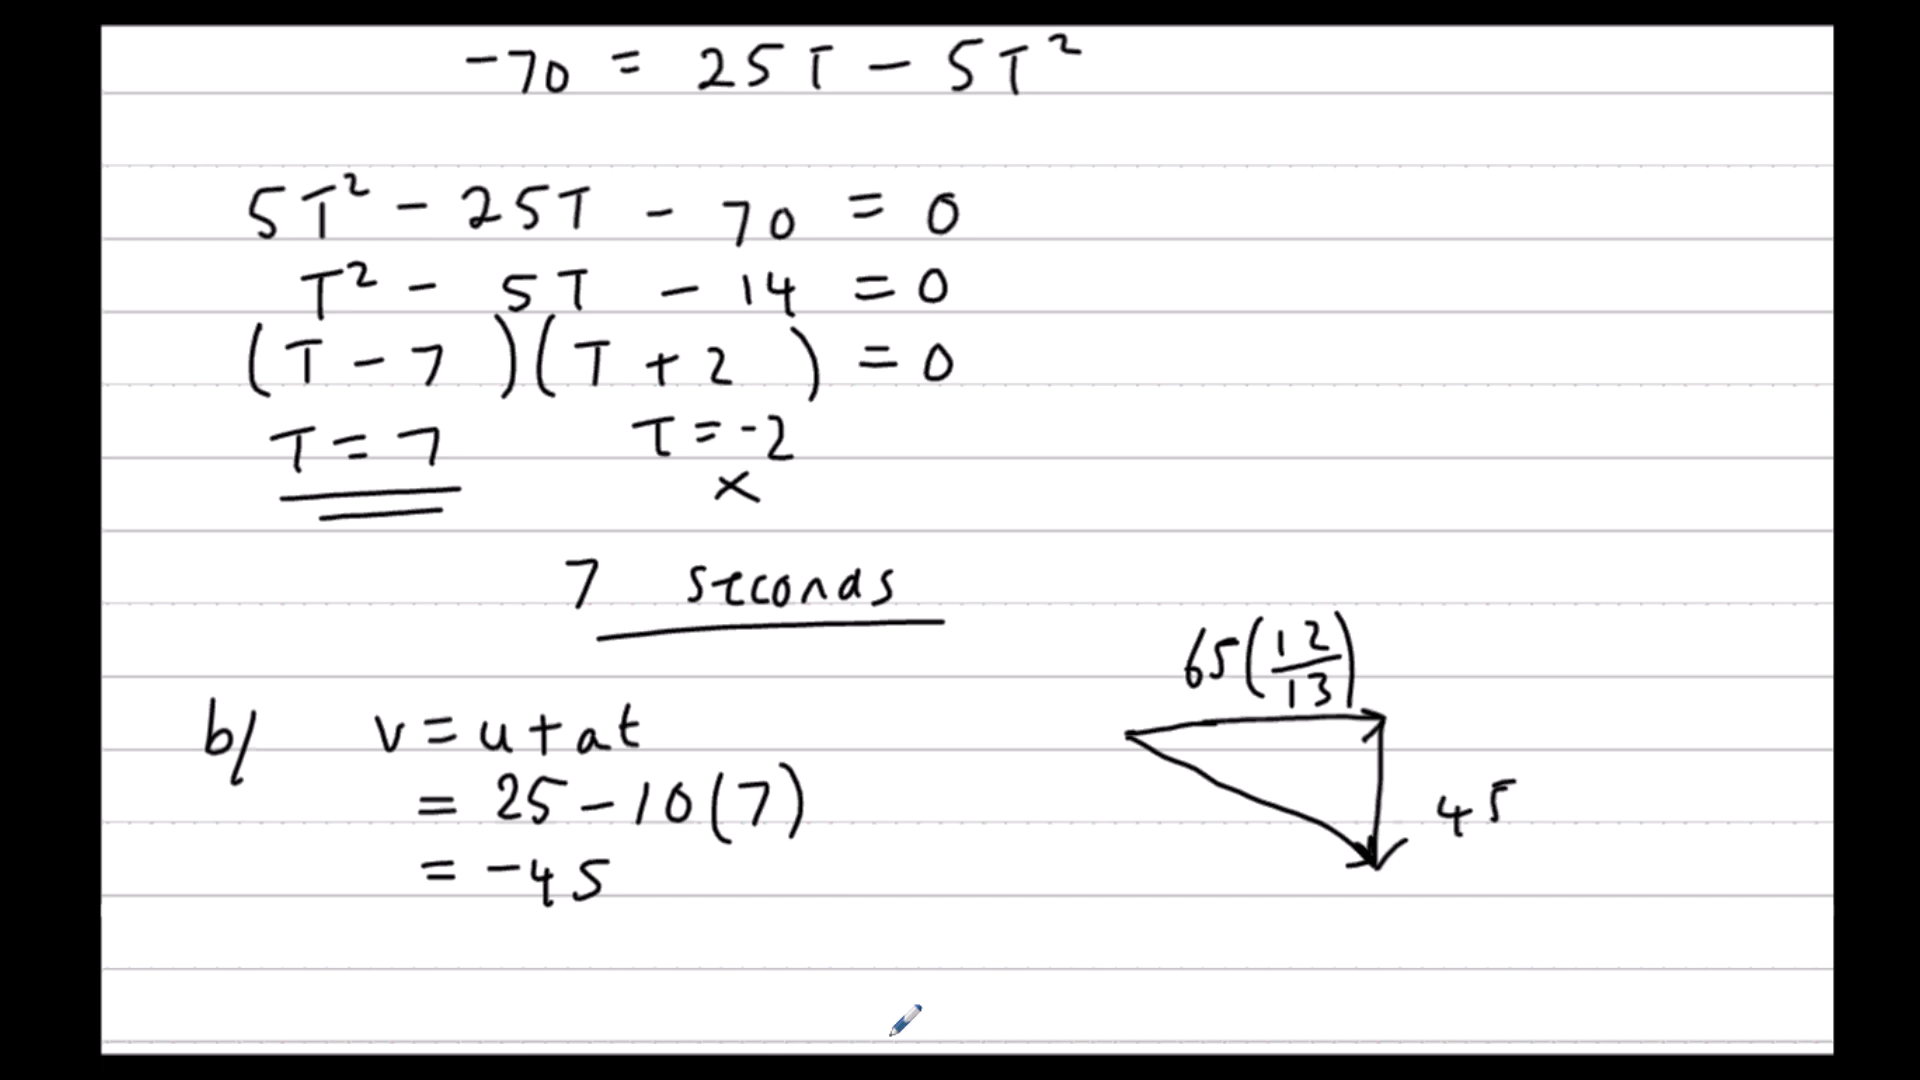 -70 = 25T - 5T²
5T² - 25T - 70 = 0
T² - 5T - 14 = 0
(T - 7)(T + 2) = 0
T = 7 T = -2
×
7 seconds
65(12/13)
b/ v = u + at
= 25 - 10(7)
45
= -45